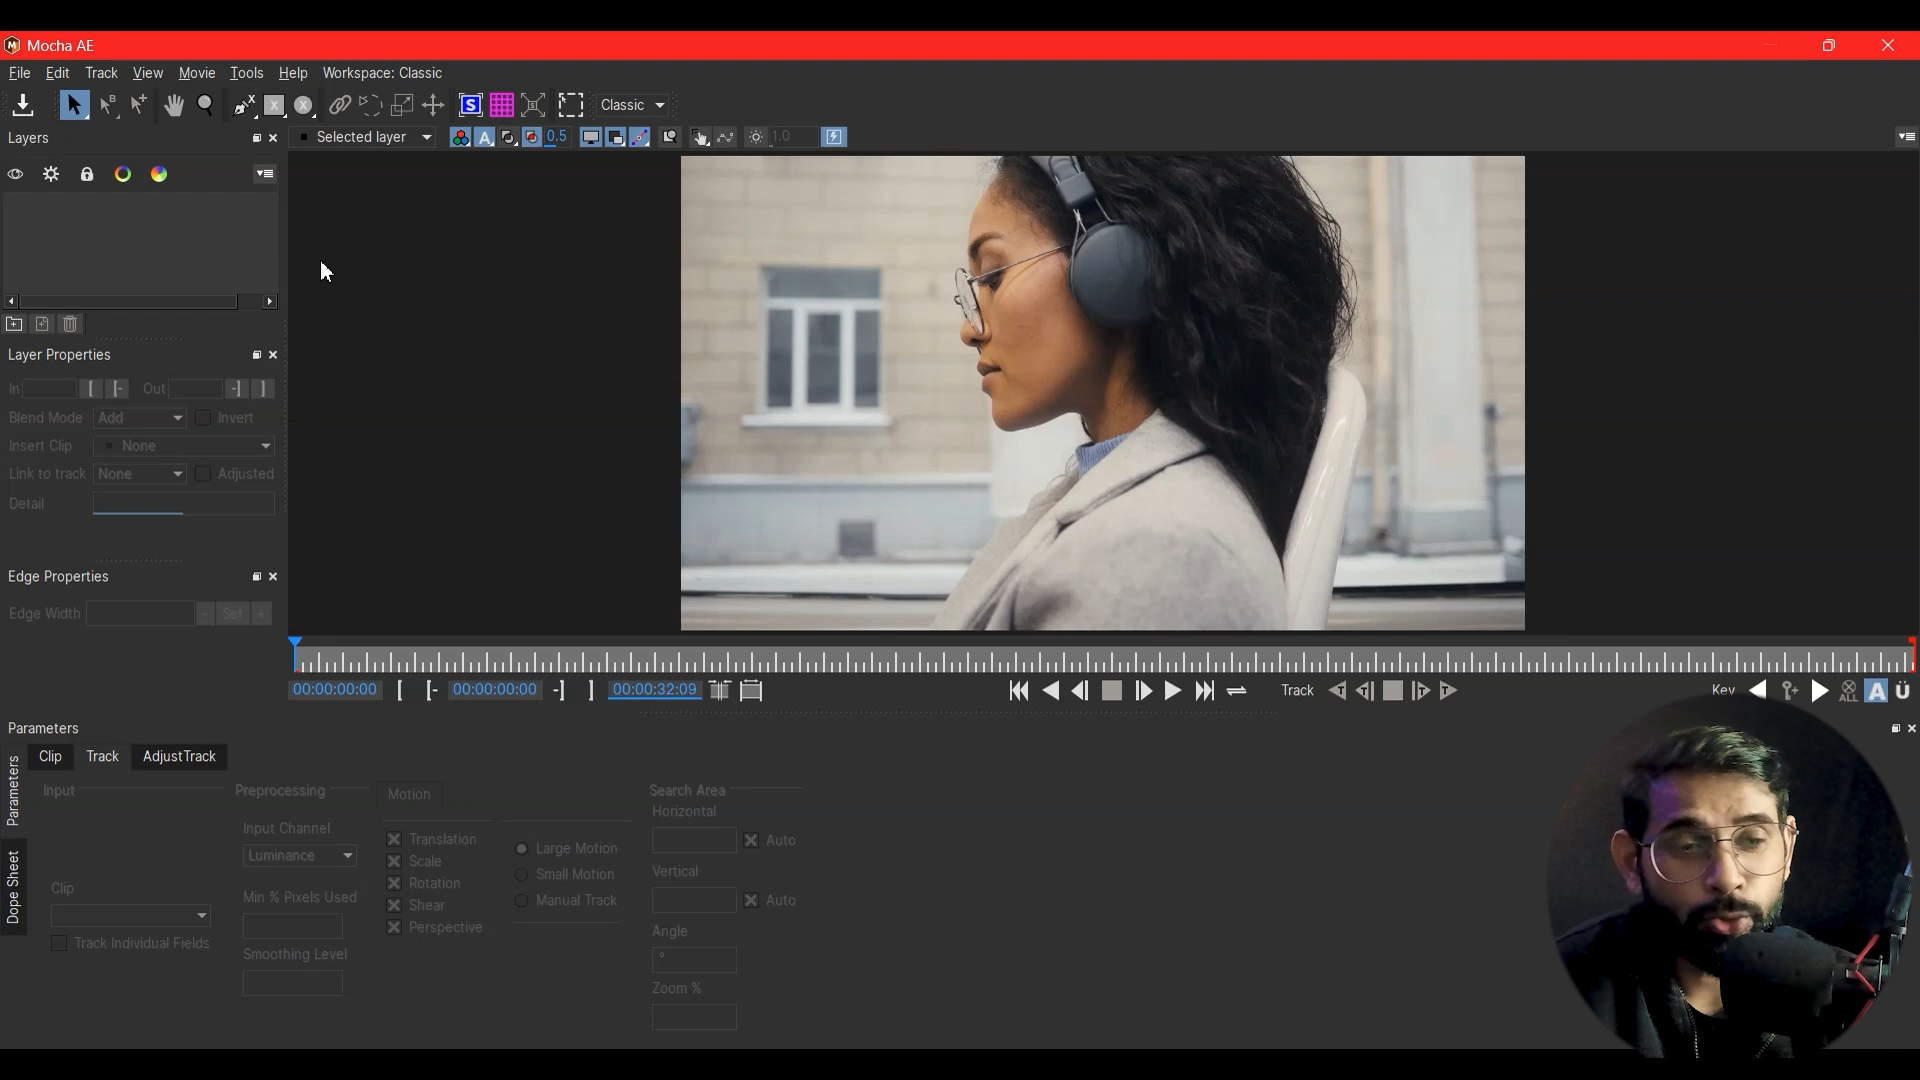 Mocha AE
File Edit Track View Movie Tools Help Workspace: Classic
Classic
Layers
Selected layer
0.5
1.0
Layer Properties
In Out
Blend Mode Add Invert
Insert Clip None
Link to track None Adjusted
Detail
Edge Properties
Edge Width - Set +
00:00:00:00 00:00:00:00 00:00:32:09
Track
Key
ALL
A
Ü
Parameters
Clip Track AdjustTrack
Parameters
Dope Sheet
Input
Clip
Track Individual Fields
Preprocessing
Input Channel
Luminance
Min % Pixels Used
Smoothing Level
Motion
Translation
Scale
Rotation
Shear
Perspective
Large Motion
Small Motion
Manual Track
Search Area
Horizontal
Auto
Vertical
Auto
Angle
°
Zoom %